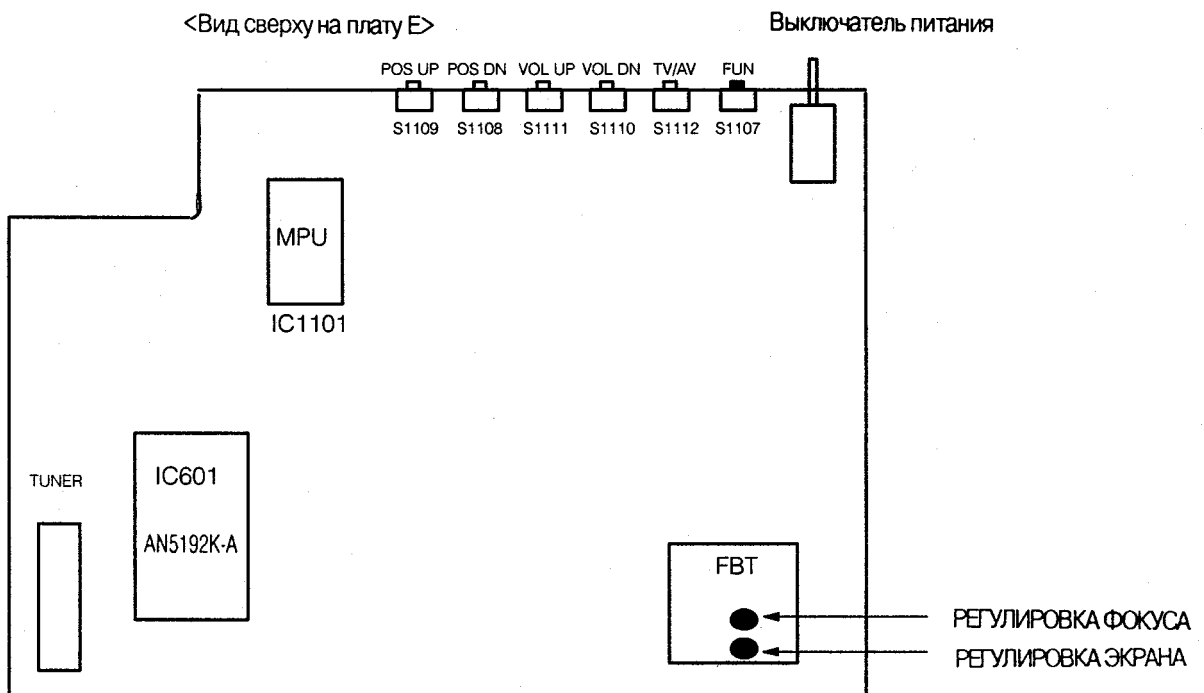 <Вид сверху на плату E>
Выключатель питания
POS UP POS DN VOL UP VOL DN TV/AV FUN
S1109 S1108 S1111 S1110 S1112 S1107
MPU
IC1101
TUNER
IC601
AN5192K-A
FBT
РЕГУЛИРОВКА ФОКУСА
РЕГУЛИРОВКА ЭКРАНА